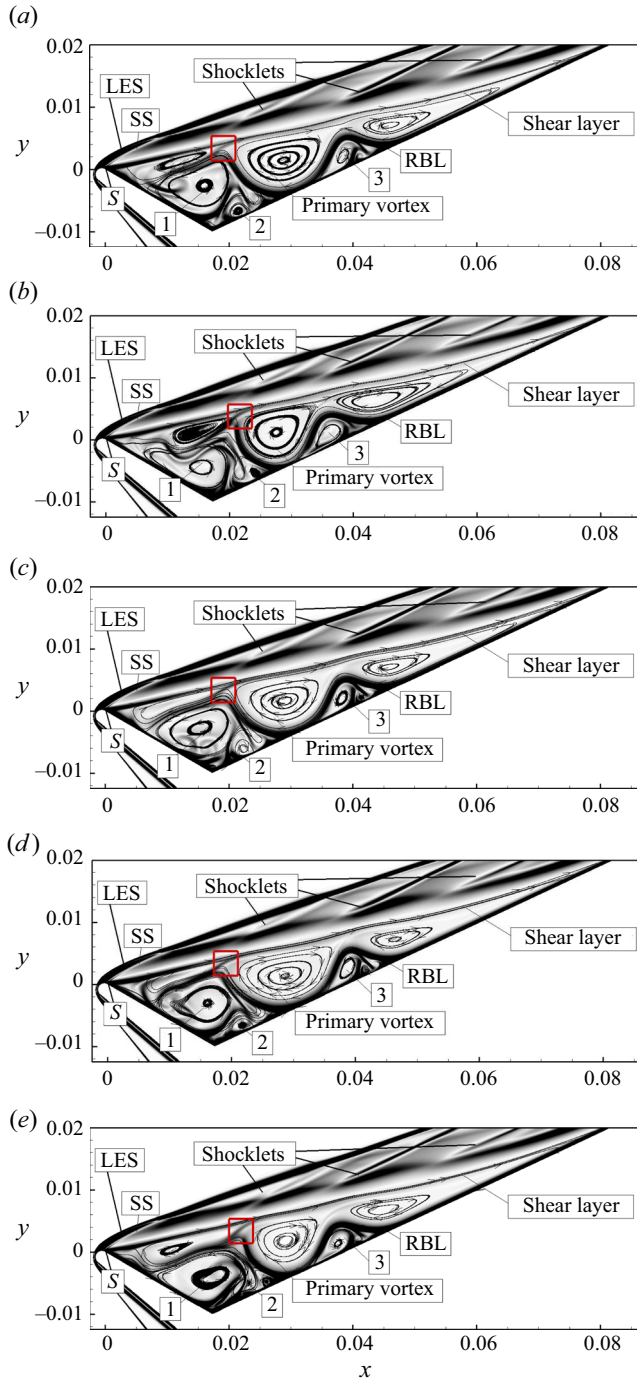 (a)
0.02
LES
Shocklets
0.01
SS
Shear layer
y
RBL
0
S
3
1
Primary vortex
2
–0.01
0
0.02
0.04
0.06
0.08
(b)
0.02
LES
Shocklets
0.01
SS
Shear layer
y
RBL
0
3
S
1
2
Primary vortex
–0.01
0
0.02
0.04
0.06
0.08
(c)
0.02
LES
Shocklets
0.01
SS
Shear layer
y
RBL
0
3
S
1
2
Primary vortex
–0.01
0
0.02
0.04
0.06
0.08
(d)
0.02
LES
Shocklets
0.01
SS
Shear layer
y
RBL
0
3
S
Primary vortex
1
2
–0.01
0
0.02
0.04
0.06
0.08
(e)
0.02
LES
Shocklets
0.01
SS
Shear layer
y
RBL
0
3
S
Primary vortex
1
2
–0.01
0
0.02
0.04
0.06
0.08
x